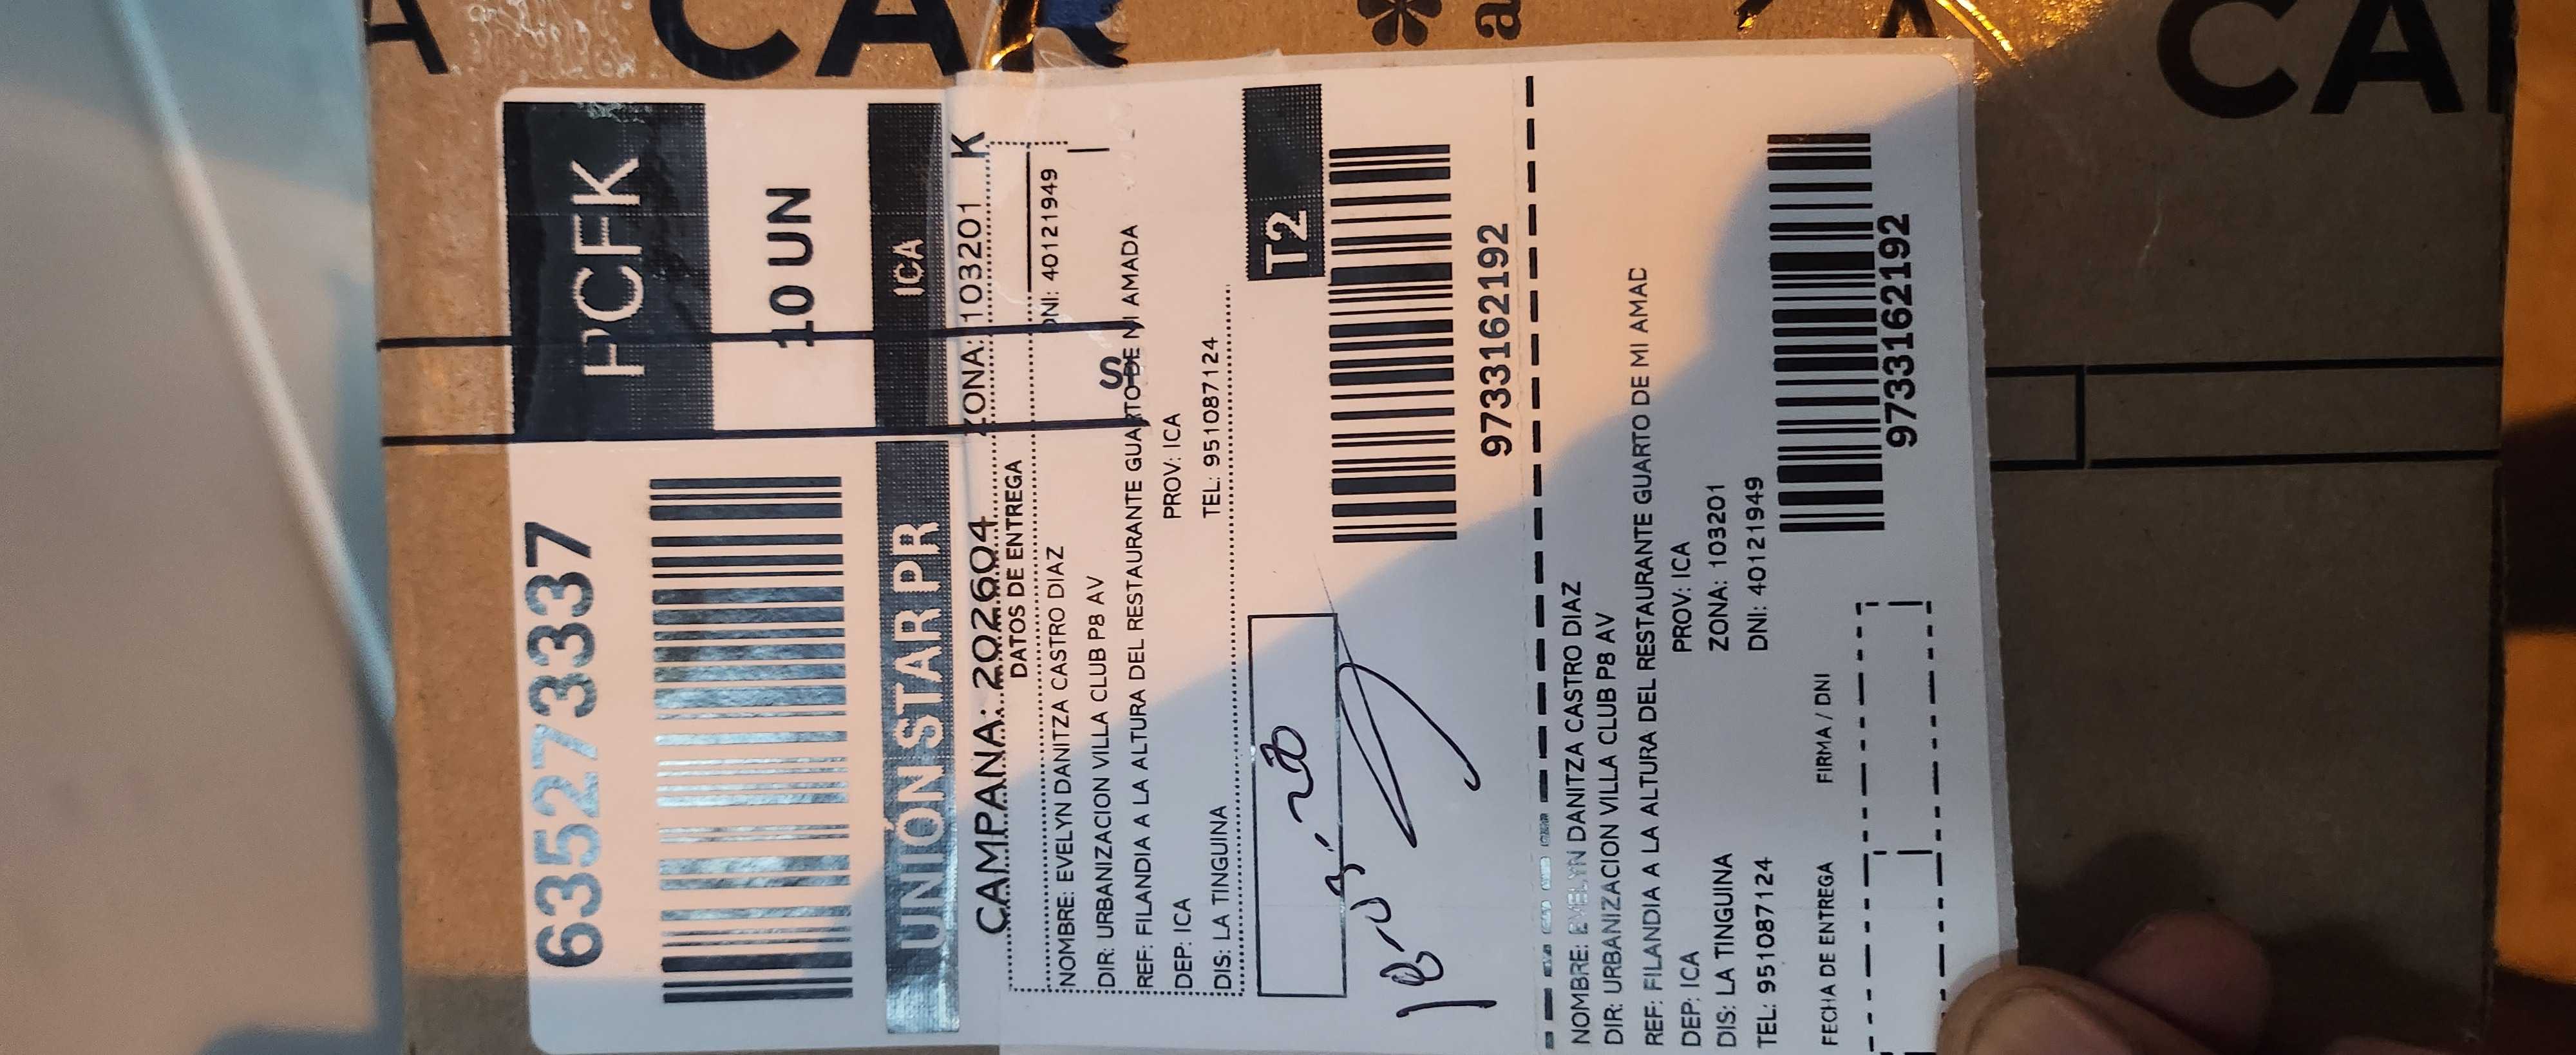 CAR
CA
PCFK
6352733337
10 UN
UNIÓN STAR PR ICA
CAMPAÑA: 202604 ZONA: 103201 K
DATOS DE ENTREGA
NOMBRE: EVELYN DANITZA CASTRO DIAZ DNI: 40121949
DIR: URBANIZACION VILLA CLUB P8 AV
S
REF: FILANDIA A LA ALTURA DEL RESTAURANTE GUARTO DE MI AMADA
DEP: ICA PROV: ICA
DIS: LA TINGUINA TEL: 951087124
T2
9733162192
NOMBRE: EVELYN DANITZA CASTRO DIAZ
DIR: URBANIZACION VILLA CLUB P8 AV
REF: FILANDIA A LA ALTURA DEL RESTAURANTE GUARTO DE MI AMAD
DEP: ICA PROV: ICA
DIS: LA TINGUINA ZONA: 103201
TEL: 951087124 DNI: 40121949
FECHA DE ENTREGA FIRMA / DNI
9733162192